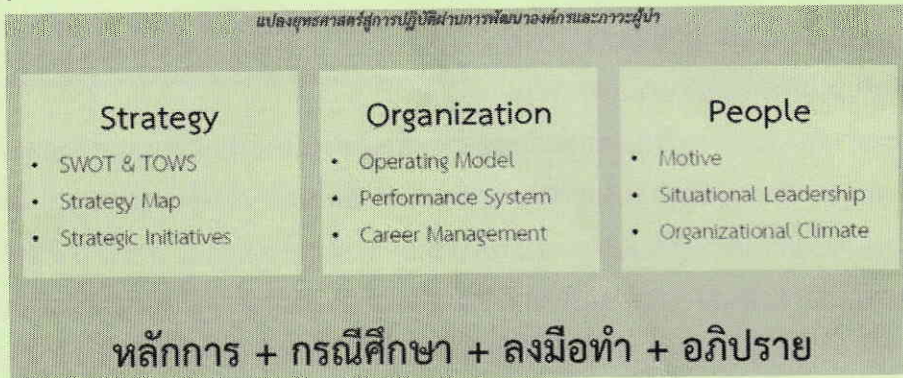 แปลงยุทธศาสตร์สู่การปฏิบัติผ่านการพัฒนาองค์กรและภาวะผู้นำ
Strategy
• SWOT & TOWS
• Strategy Map
• Strategic Initiatives
Organization
• Operating Model
• Performance System
• Career Management
People
• Motive
• Situational Leadership
• Organizational Climate
หลักการ + กรณีศึกษา + ลงมือทำ + อภิปราย